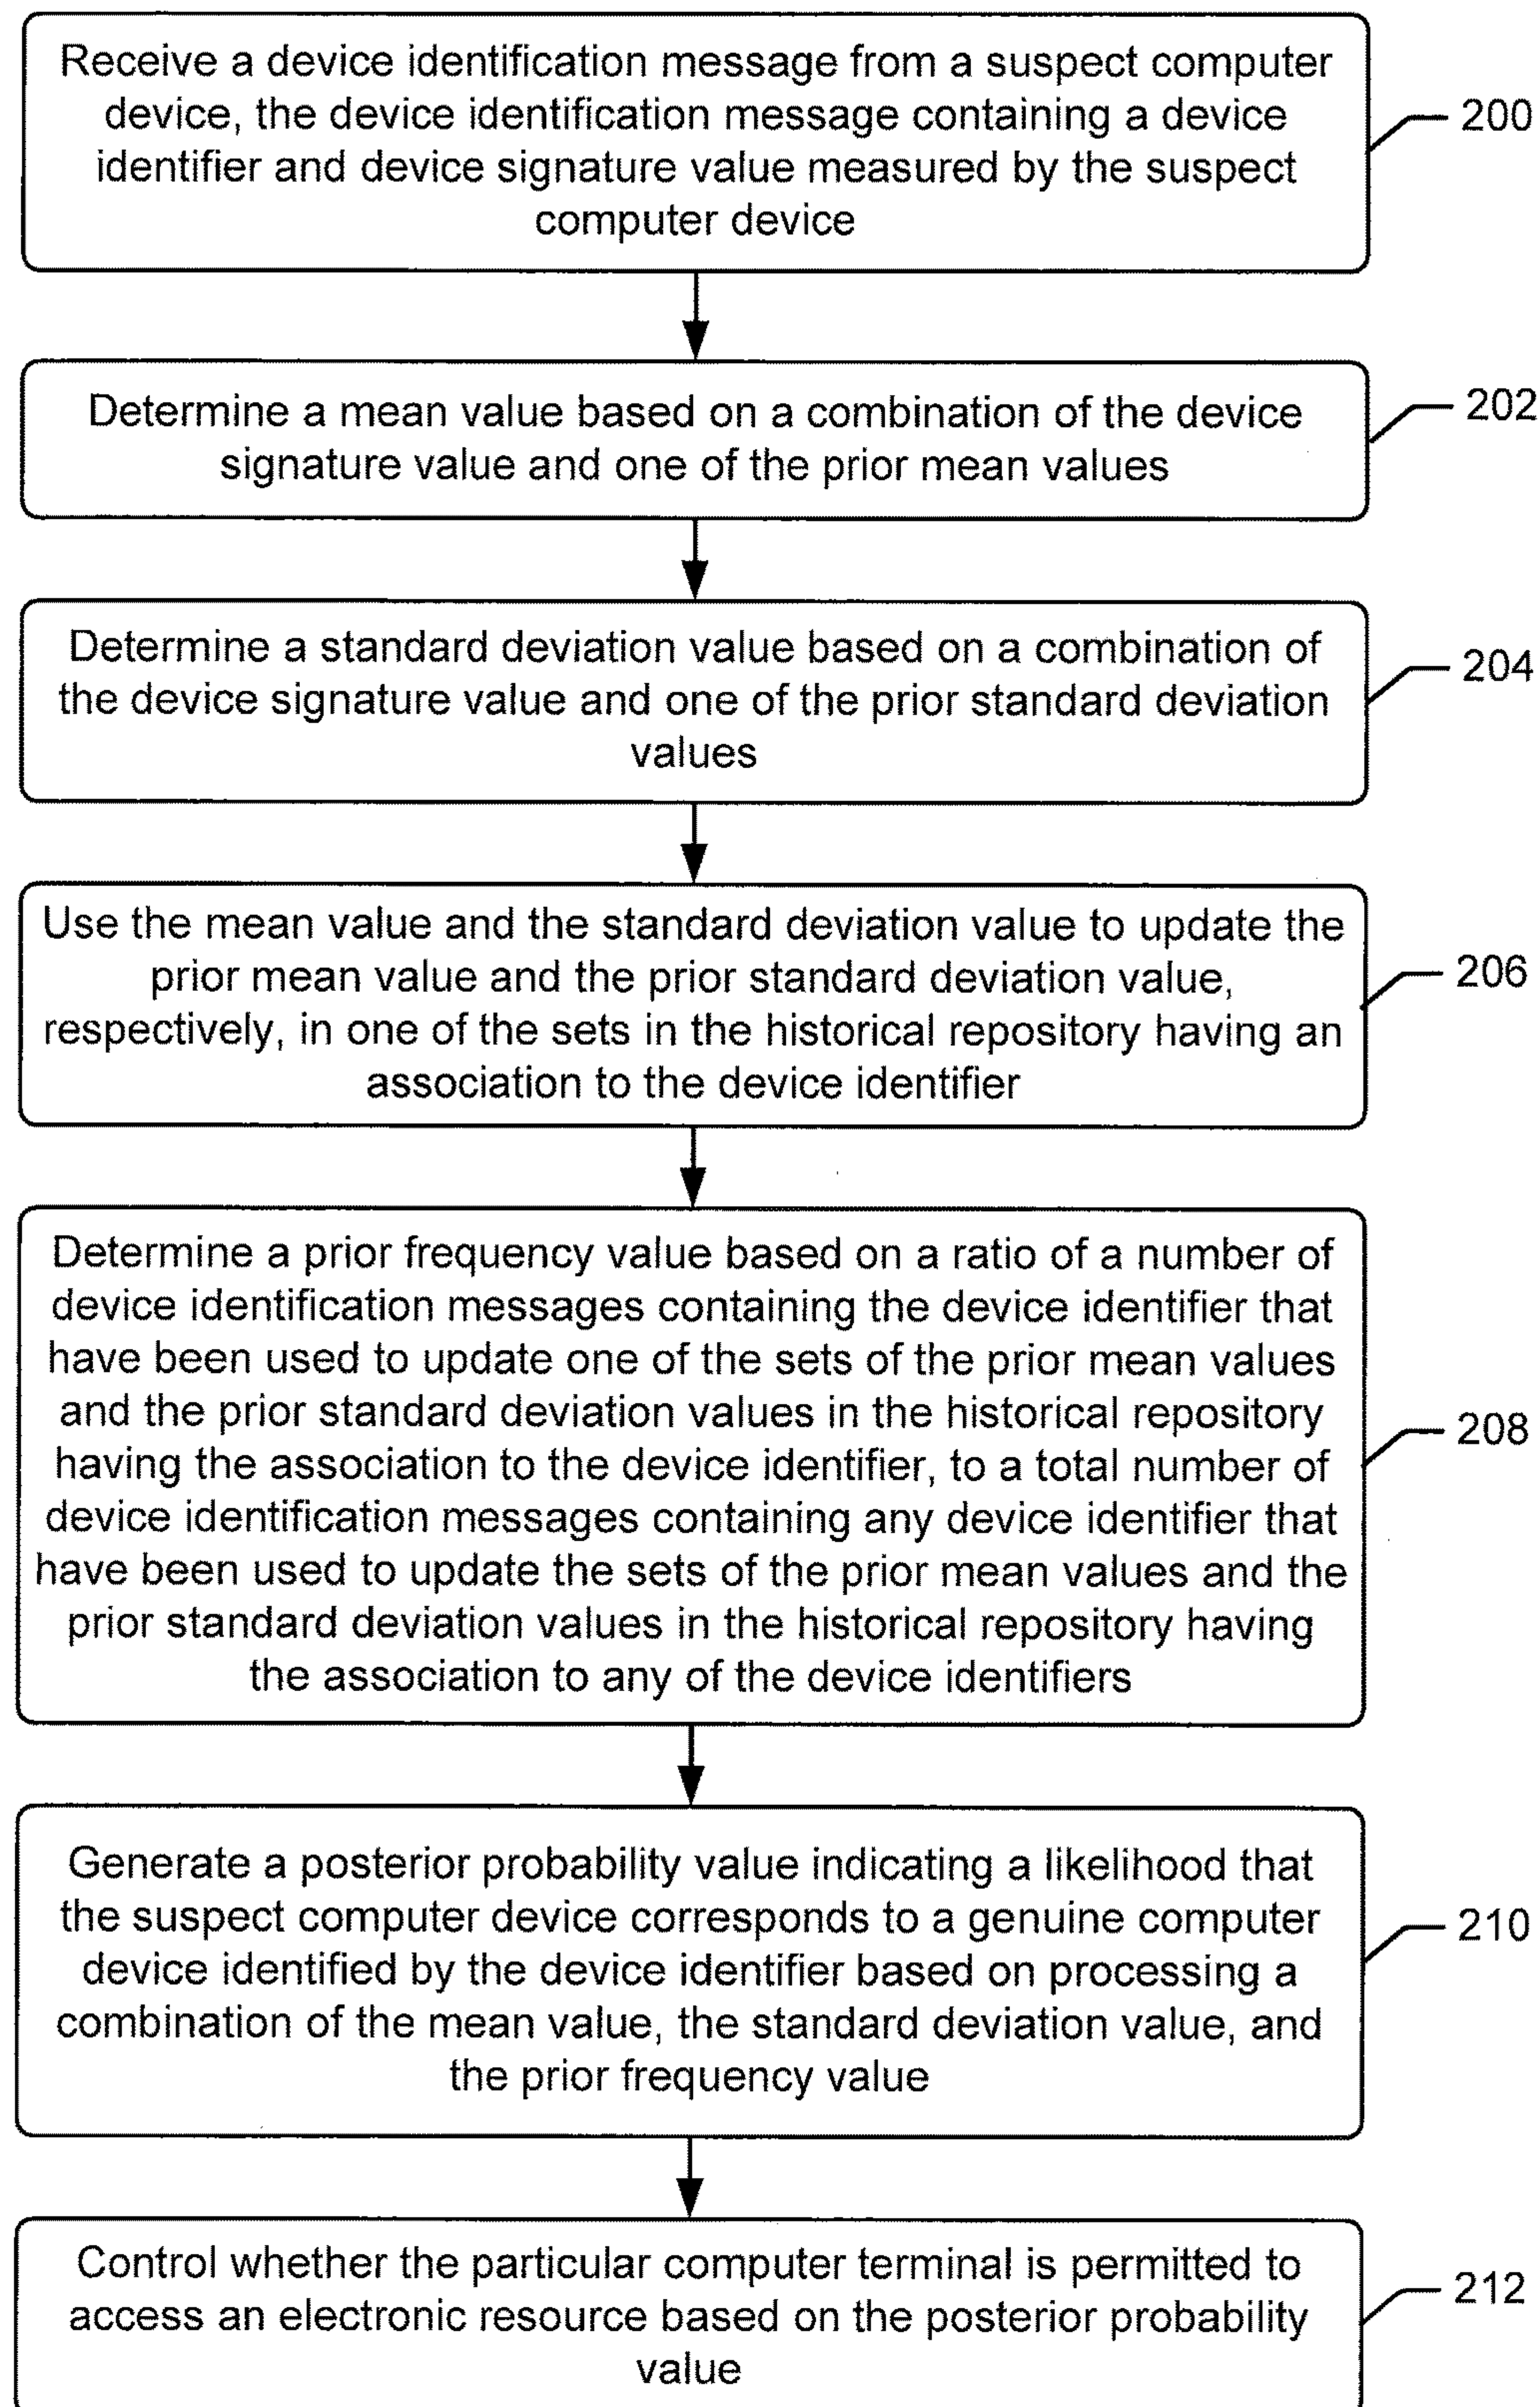 Receive a device identification message from a suspect computer
device, the device identification message containing a device
identifier and device signature value measured by the suspect
computer device
200
Determine a mean value based on a combination of the device
signature value and one of the prior mean values
202
Determine a standard deviation value based on a combination of
the device signature value and one of the prior standard deviation
values
204
Use the mean value and the standard deviation value to update the
prior mean value and the prior standard deviation value,
respectively, in one of the sets in the historical repository having an
association to the device identifier
206
Determine a prior frequency value based on a ratio of a number of
device identification messages containing the device identifier that
have been used to update one of the sets of the prior mean values
and the prior standard deviation values in the historical repository
having the association to the device identifier, to a total number of
device identification messages containing any device identifier that
have been used to update the sets of the prior mean values and the
prior standard deviation values in the historical repository having
the association to any of the device identifiers
208
Generate a posterior probability value indicating a likelihood that
the suspect computer device corresponds to a genuine computer
device identified by the device identifier based on processing a
combination of the mean value, the standard deviation value, and
the prior frequency value
210
Control whether the particular computer terminal is permitted to
access an electronic resource based on the posterior probability
value
212